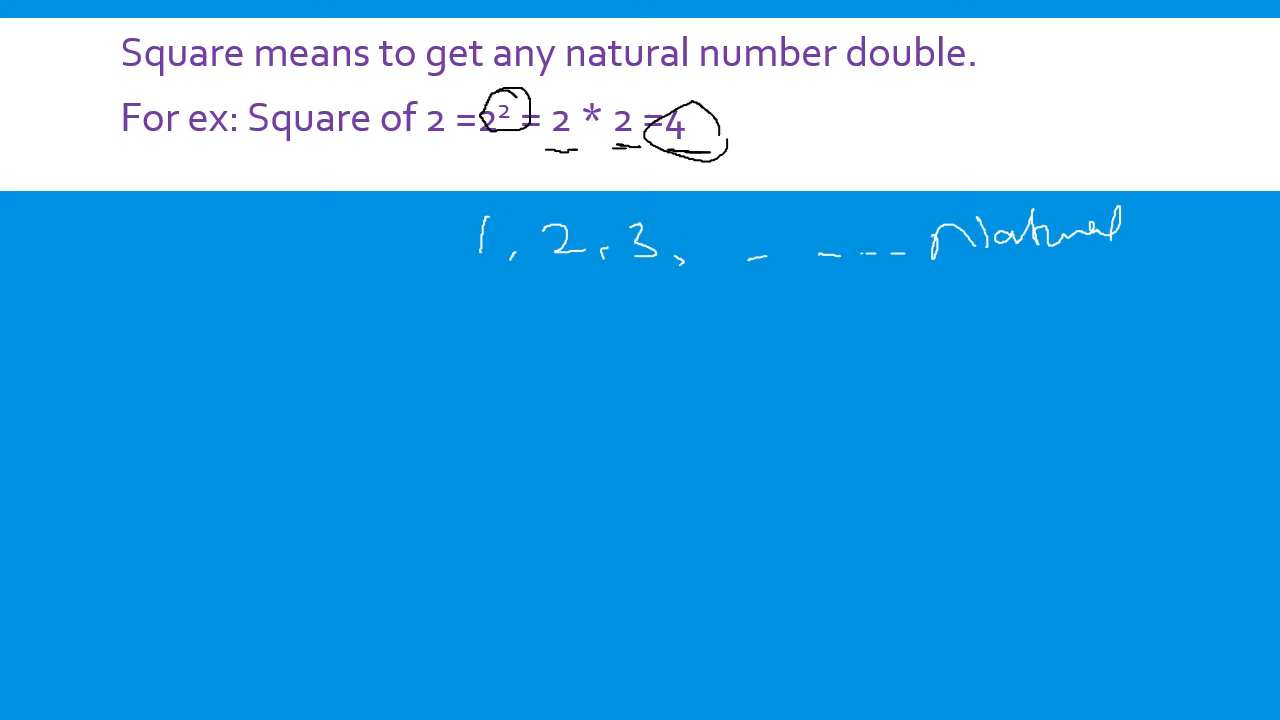 Square means to get any natural number double.
For ex: Square of 2 =2² = 2 * 2 =4
1, 2, 3, - - --- Natural